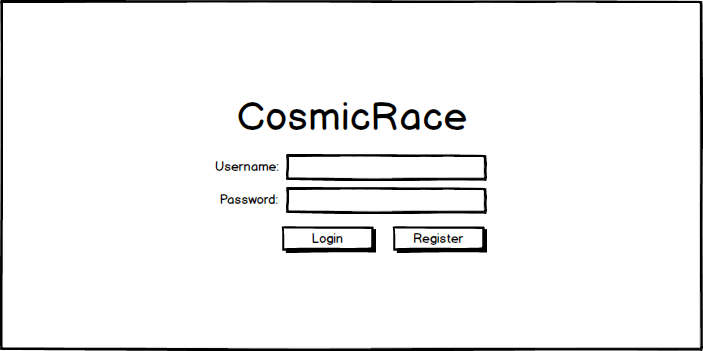 CosmicRace
Username:
Password:
Login Register